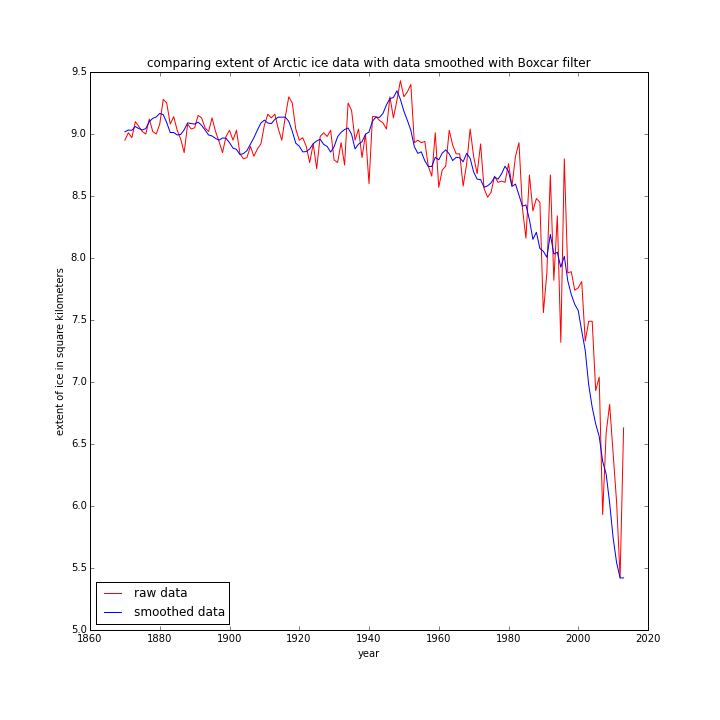 comparing extent of Arctic ice data with data smoothed with Boxcar filter
9.5
9.0
8.5
8.0
7.5
7.0
6.5
6.0
5.5
5.0
extent of ice in square kilometers
raw data
smoothed data
1860 1880 1900 1920 1940 1960 1980 2000 2020
year